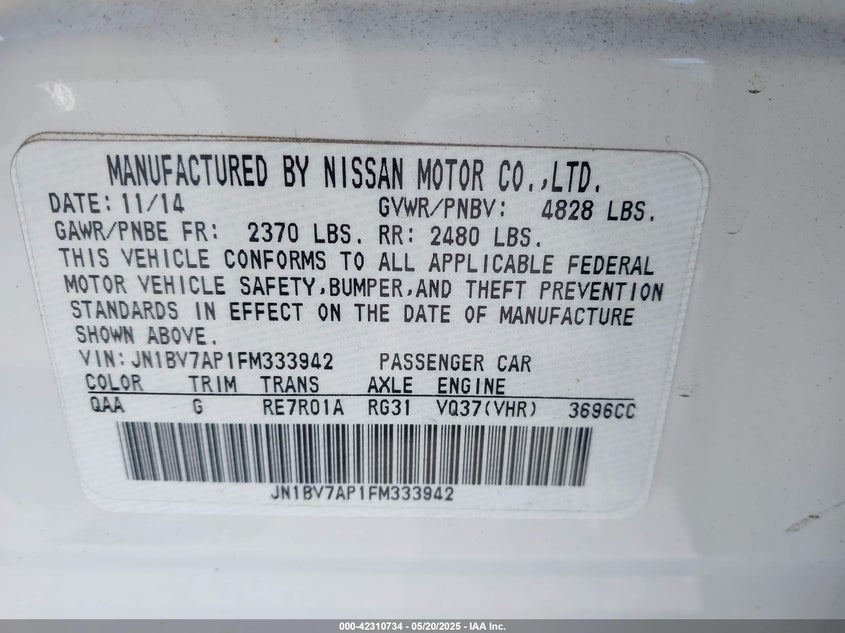 MANUFACTURED BY NISSAN MOTOR CO.,LTD.
DATE: 11/14 GVWR/PNBV: 4828 LBS.
GAWR/PNBE FR: 2370 LBS. RR: 2480 LBS.
THIS VEHICLE CONFORMS TO ALL APPLICABLE FEDERAL
MOTOR VEHICLE SAFETY,BUMPER,AND THEFT PREVENTION
STANDARDS IN EFFECT ON THE DATE OF MANUFACTURE
SHOWN ABOVE.
VIN: JN1BV7AP1FM333942 PASSENGER CAR
COLOR TRIM TRANS AXLE ENGINE
QAA G RE7R01A RG31 VQ37(VHR) 3696CC
JN1BV7AP1FM333942
000-42310734 — 05/20/2025 — IAA Inc.